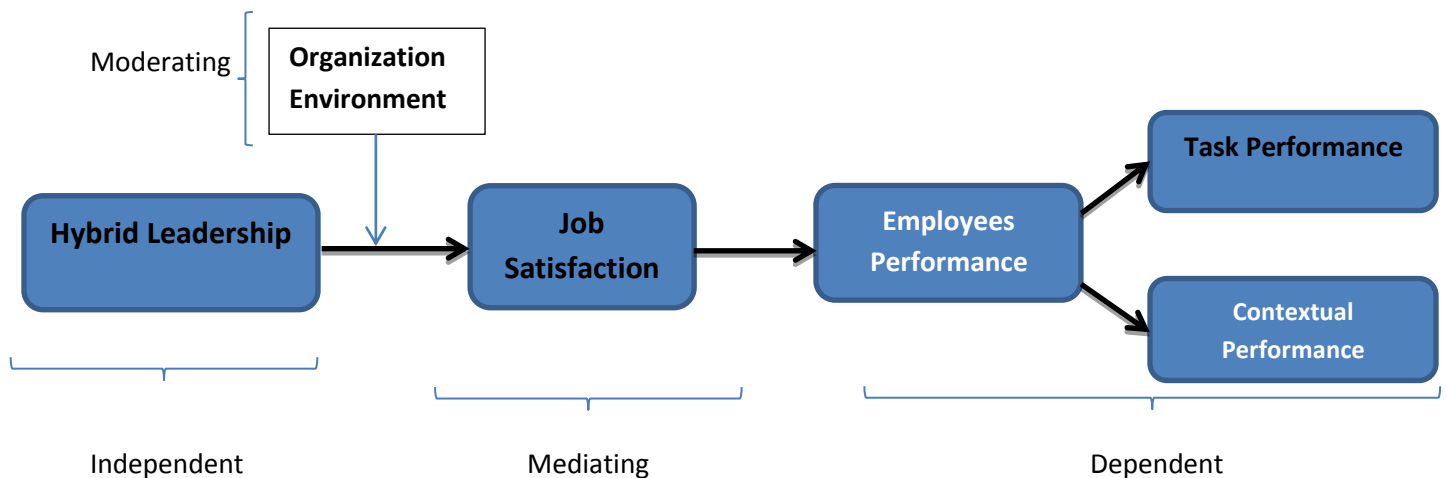 Moderating
Organization
Environment
Hybrid Leadership
Job
Satisfaction
Employees
Performance
Task Performance
Contextual
Performance
Independent
Mediating
Dependent